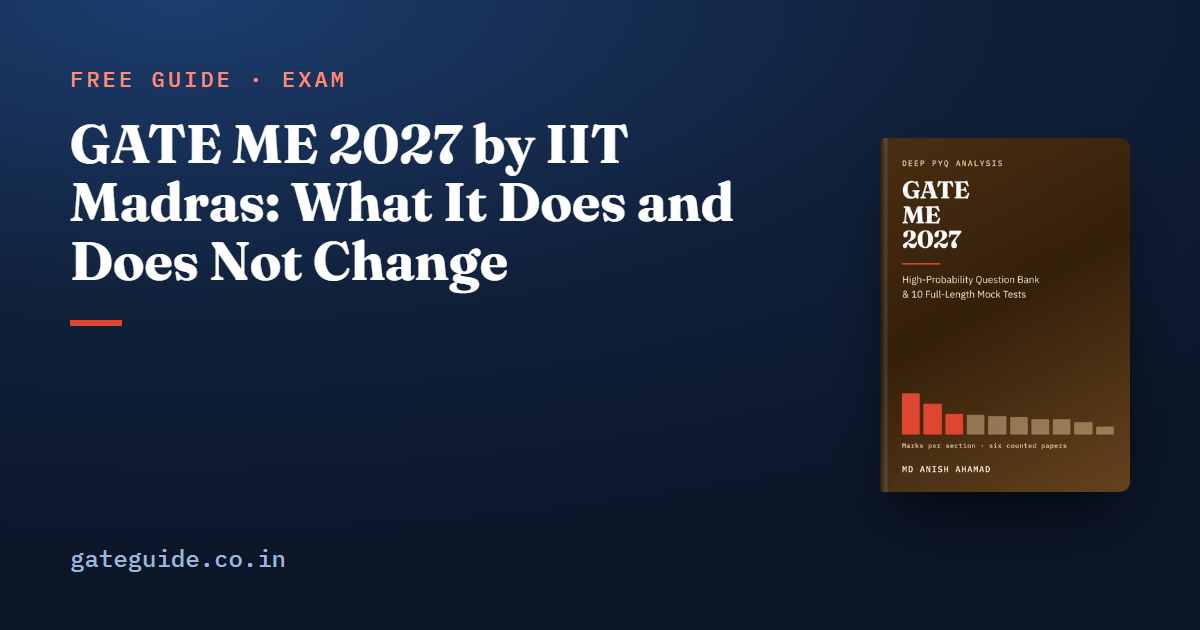 FREE GUIDE · EXAM
GATE ME 2027 by IIT
Madras: What It Does and
Does Not Change
gateguide.co.in
DEEP PYQ ANALYSIS
GATE
ME
2027
High-Probability Question Bank
& 10 Full-Length Mock Tests
Marks per section · six counted papers
MD ANISH AHAMAD